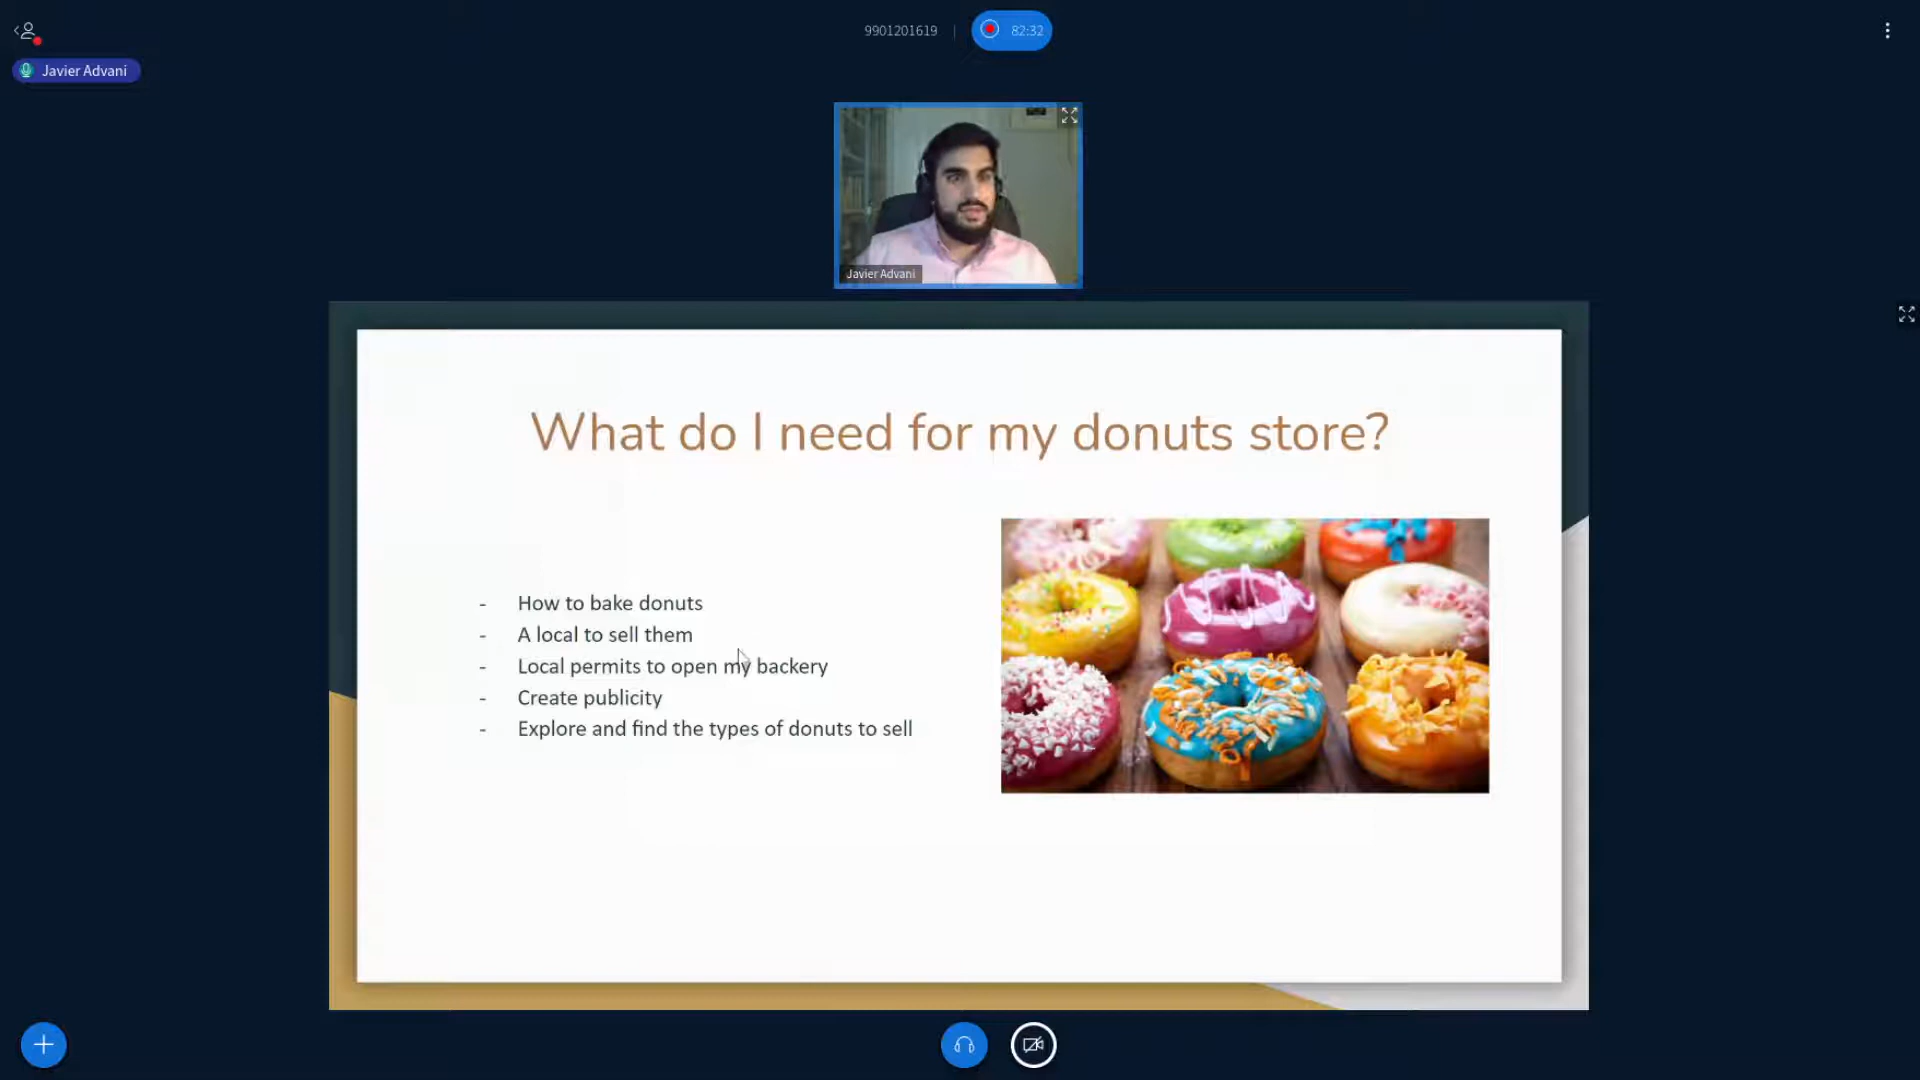 9901201619
82:32
Javier Advani
Javier Advani
What do I need for my donuts store?
- How to bake donuts
- A local to sell them
- Local permits to open my backery
- Create publicity
- Explore and find the types of donuts to sell